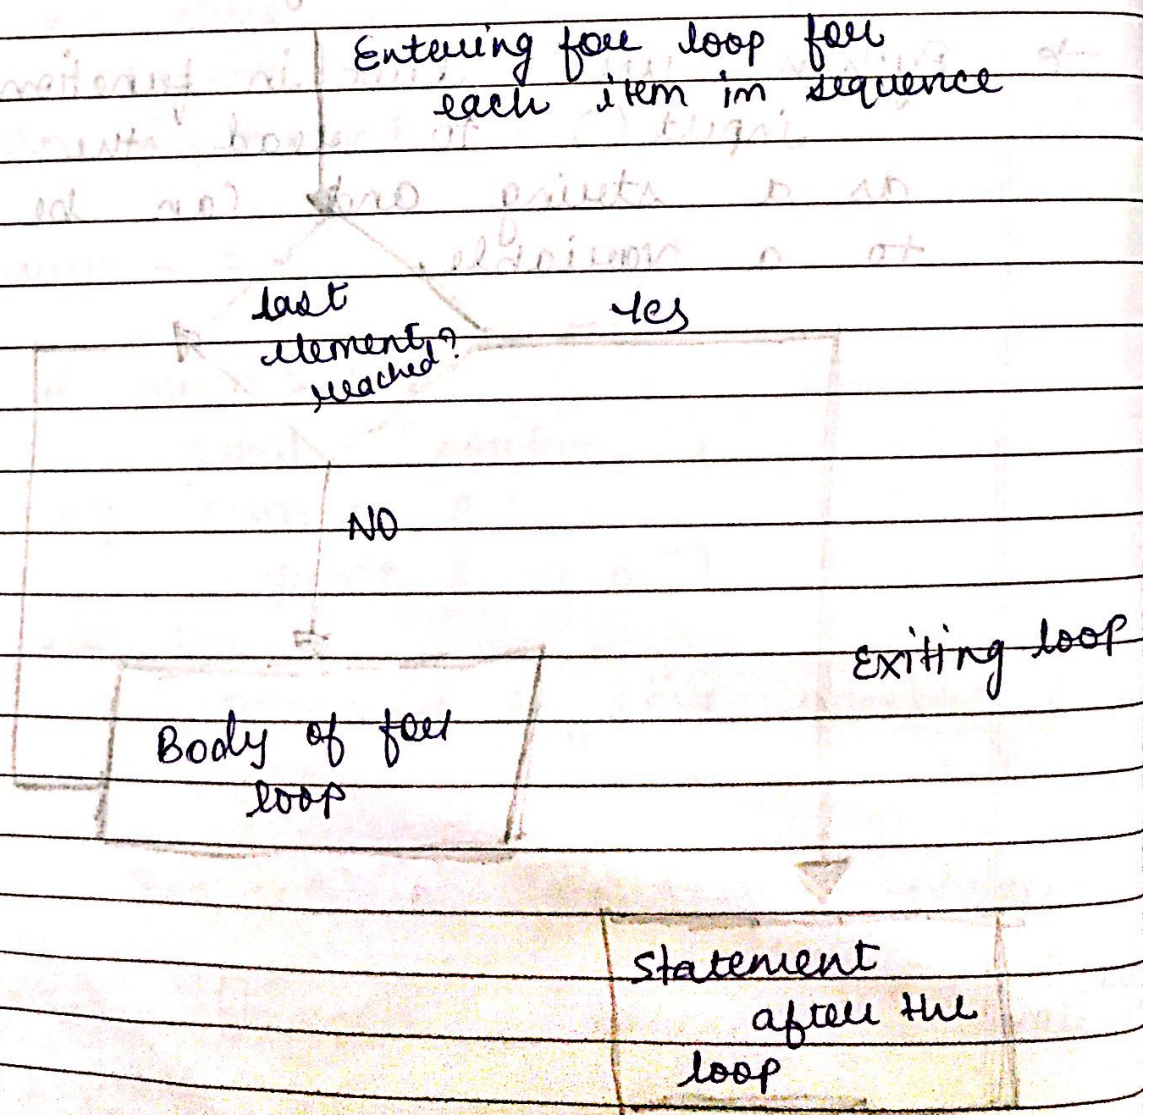 Entering for loop for
each item in sequence
last
element
reached?
Yes
NO
Exiting loop
Body of for
loop
Statement
after the
loop